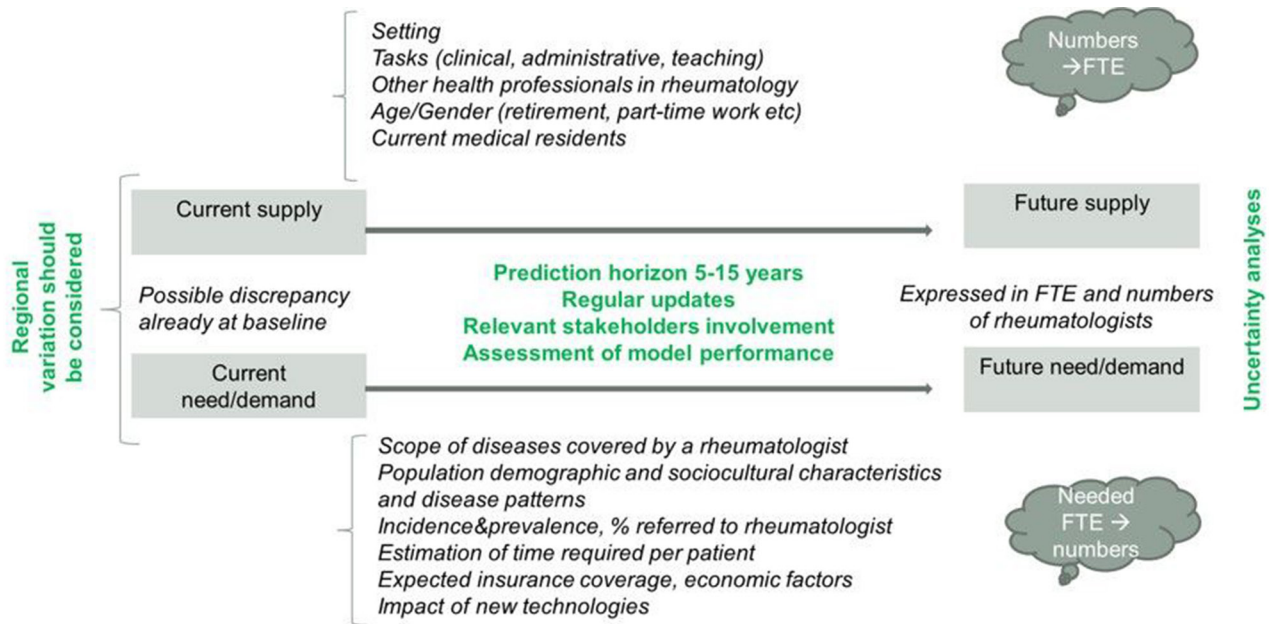 Setting
Tasks (clinical, administrative, teaching)
Other health professionals in rheumatology
Age/Gender (retirement, part-time work etc)
Current medical residents
Numbers
→FTE
Regional
variation should
be considered
Current supply
Future supply
Possible discrepancy
already at baseline
Prediction horizon 5-15 years
Regular updates
Relevant stakeholders involvement
Assessment of model performance
Expressed in FTE and numbers
of rheumatologists
Uncertainty analyses
Current
need/demand
Future need/demand
Scope of diseases covered by a rheumatologist
Population demographic and sociocultural characteristics
and disease patterns
Incidence&prevalence, % referred to rheumatologist
Estimation of time required per patient
Expected insurance coverage, economic factors
Impact of new technologies
Needed
FTE →
numbers